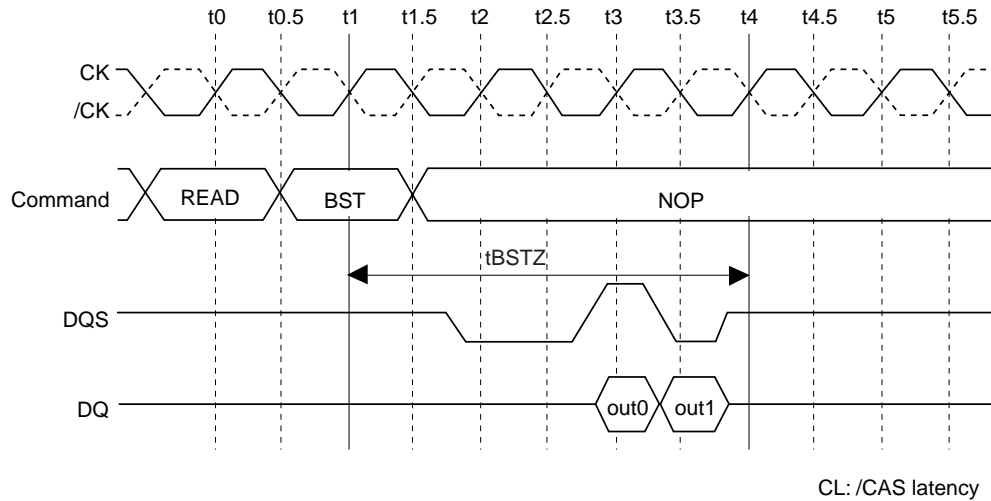 t0 t0.5 t1 t1.5 t2 t2.5 t3 t3.5 t4 t4.5 t5 t5.5
CK
/CK
Command READ BST NOP
tBSTZ
DQS
DQ out0 out1
CL: /CAS latency